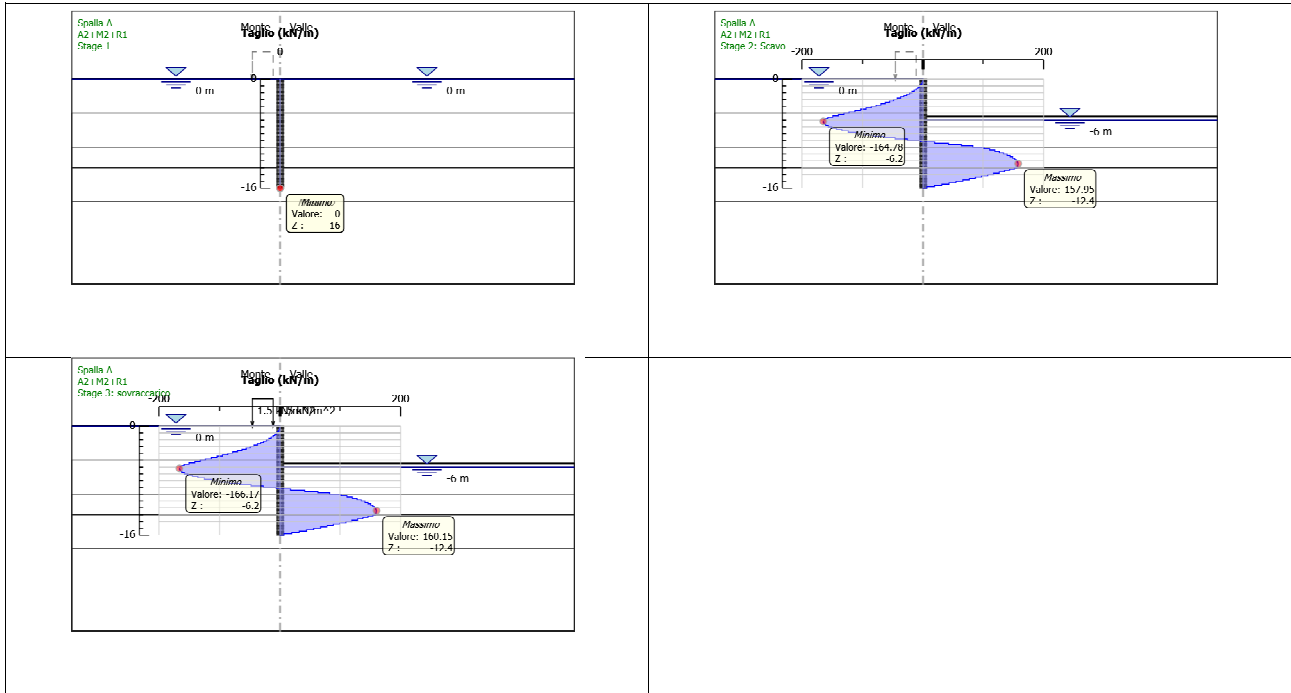 Spalla A
A2+M2+R1
Stage 1
Monte Valle
Taglio (kN/m)
0
0
0 m
0 m
-16
Minimo
Valore: 0
Z : 16
Spalla A
A2+M2+R1
Stage 2: Scavo
Monte Valle
Taglio (kN/m)
-200
200
0
0 m
-6 m
Minimo
Valore: -164.78
Z : -6.2
-16
Massimo
Valore: 157.95
Z : -12.4
Spalla A
A2+M2+R1
Stage 3: sovraccarico
Monte Valle
Taglio (kN/m)
-200
200
0
0 m
-6 m
Minimo
Valore: -166.17
Z : -6.2
-16
Massimo
Valore: 160.15
Z : -12.4